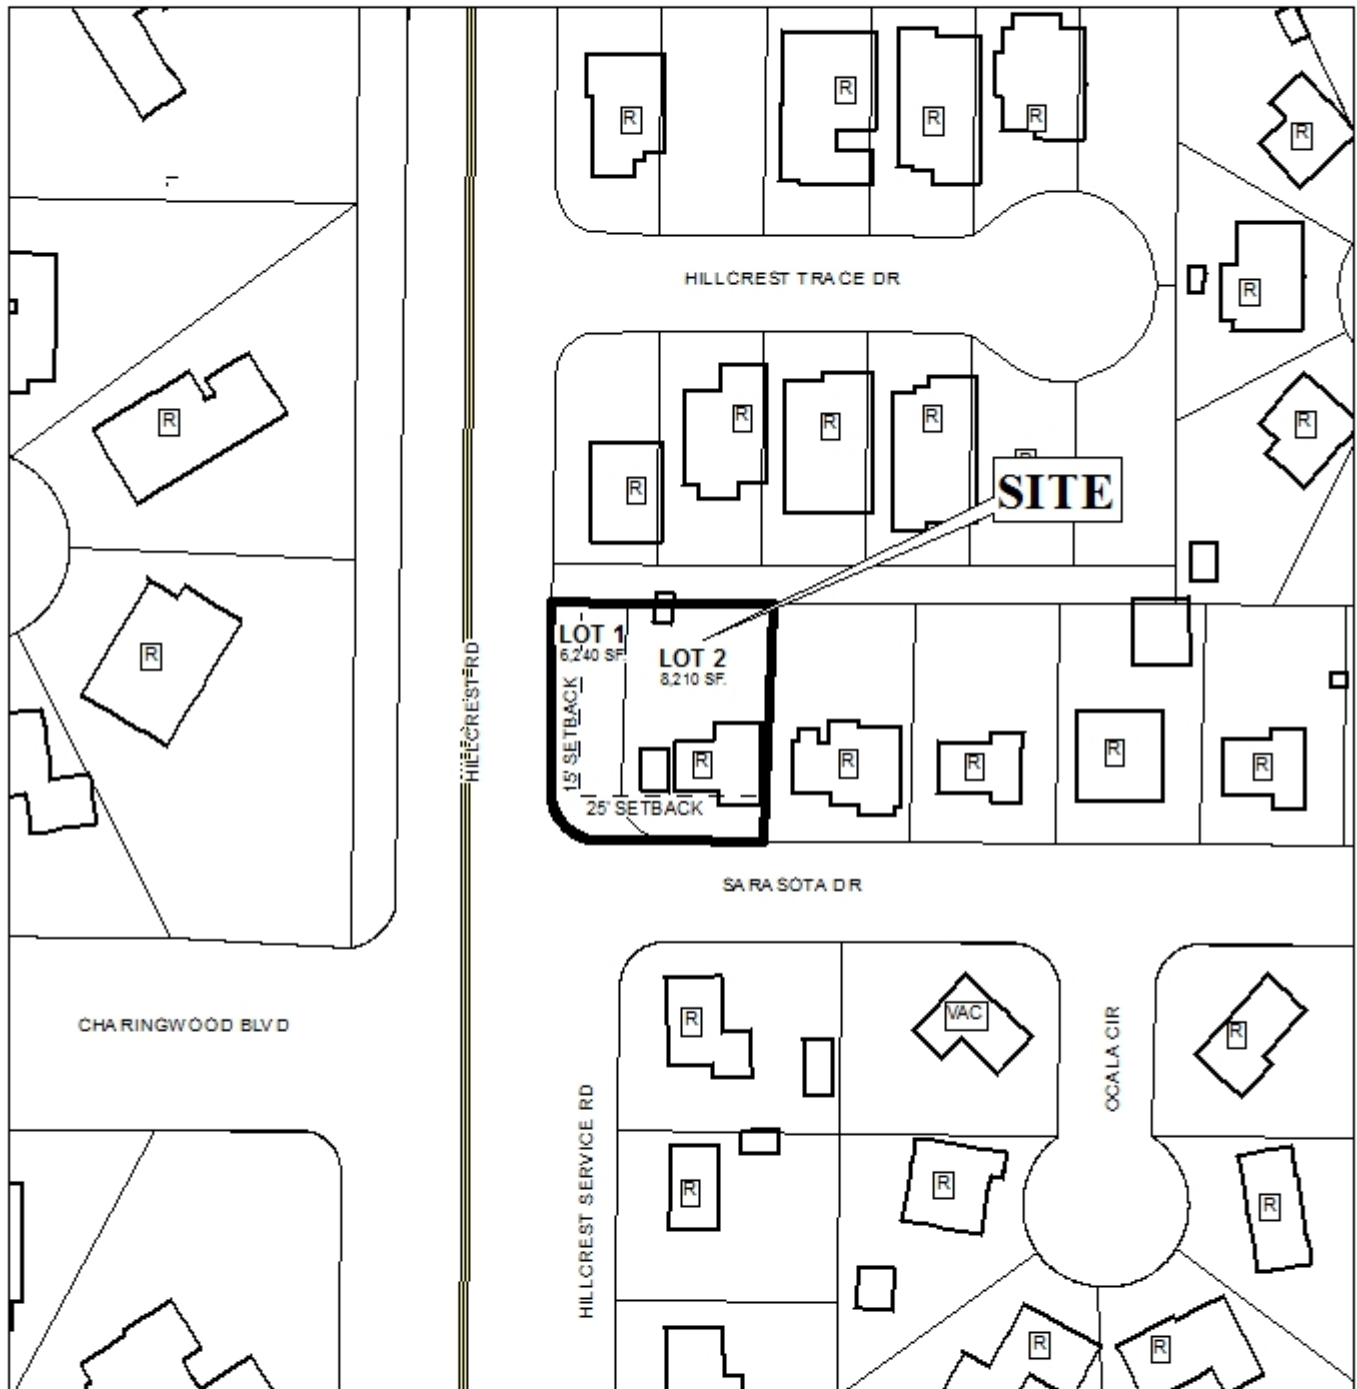 R
R
R
R
R
R
HILLCREST TRACE DR
R
R
R
R
R
R
R
R
SITE
LOT 1
6,240 SF.
LOT 2
8,210 SF.
R
HILLCREST RD
15' SETBACK
R
R
R
R
R
25' SETBACK
SARASOTA DR
CHARINGWOOD BLVD
R
VAC
R
OCALA CIR
HILLCREST SERVICE RD
R
R
R
R
R